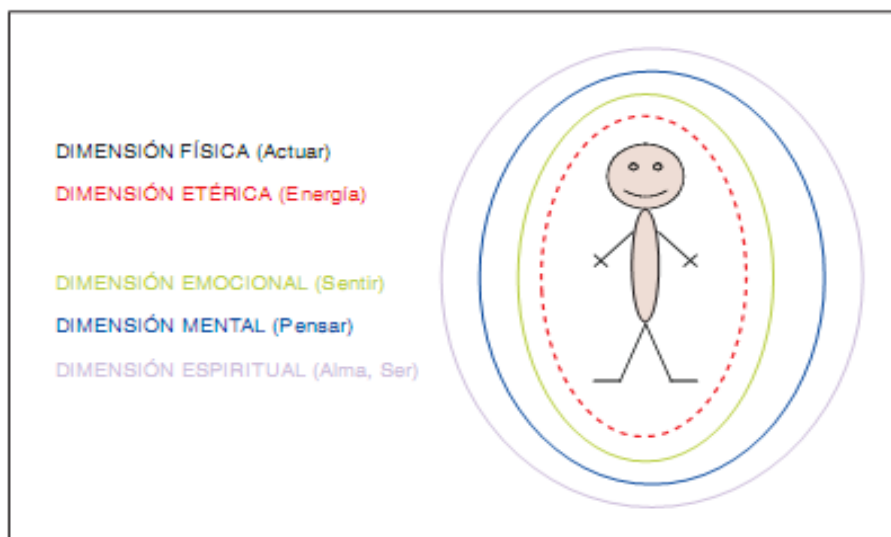 DIMENSIÓN FÍSICA (Actuar)
DIMENSIÓN ETÉRICA (Energía)
DIMENSIÓN EMOCIONAL (Sentir)
DIMENSIÓN MENTAL (Pensar)
DIMENSIÓN ESPIRITUAL (Alma, Ser)